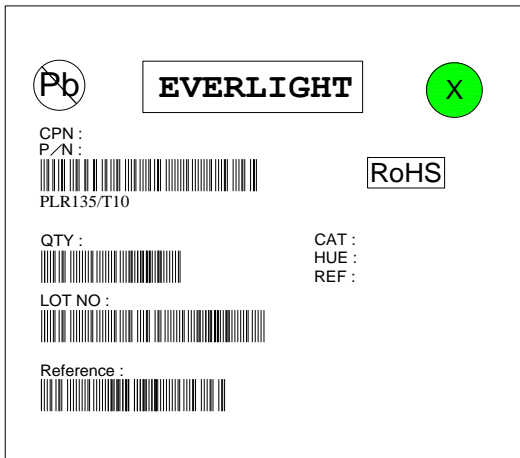 Pb
EVERLIGHT
X
CPN :
P/N :
RoHS
PLR135/T10
QTY :
CAT :
HUE :
REF :
LOT NO :
Reference :